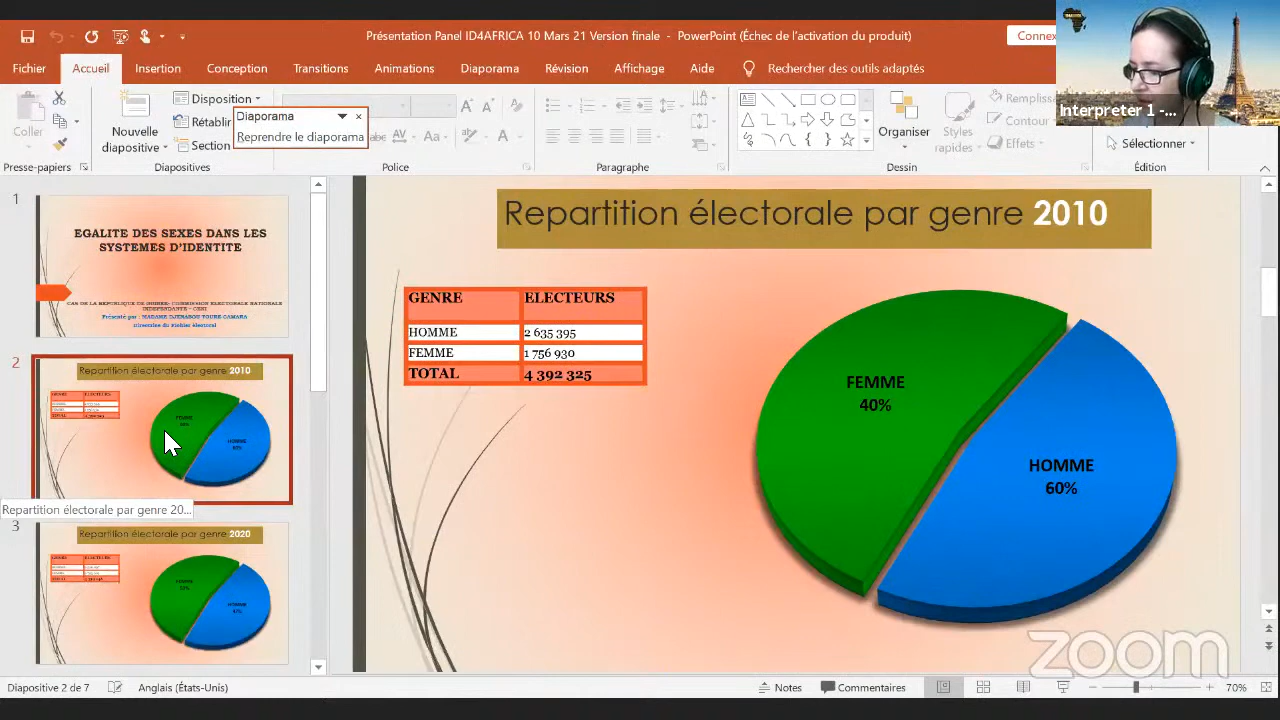 Présentation Panel ID4AFRICA 10 Mars 21 Version finale - PowerPoint (Échec de l'activation du produit)
Connex
Fichier Accueil Insertion Conception Transitions Animations Diaporama Révision Affichage Aide Rechercher des outils adaptés
Interpreter 1 -...
Coller
Nouvelle
diapositive
Disposition
Rétabli
Section
Diaporama
Reprendre le diaporama
Aa
Organiser
Styles
rapides
Remplis
Contour
Effets
Sélectionner
Presse-papiers Diapositives Police Paragraphe Dessin Édition
1
EGALITE DES SEXES DANS LES
SYSTEMES D'IDENTITE
2
Repartition électorale par genre 2010
Repartition électorale par genre 20...
3
Repartition électorale par genre 2020
Repartition électorale par genre 2010
GENRE ELECTEURS
HOMME 2 635 395
FEMME 1 756 930
TOTAL 4 392 325
FEMME
40%
HOMME
60%
zoom
Diapositive 2 de 7 Anglais (États-Unis) Notes Commentaires 70%